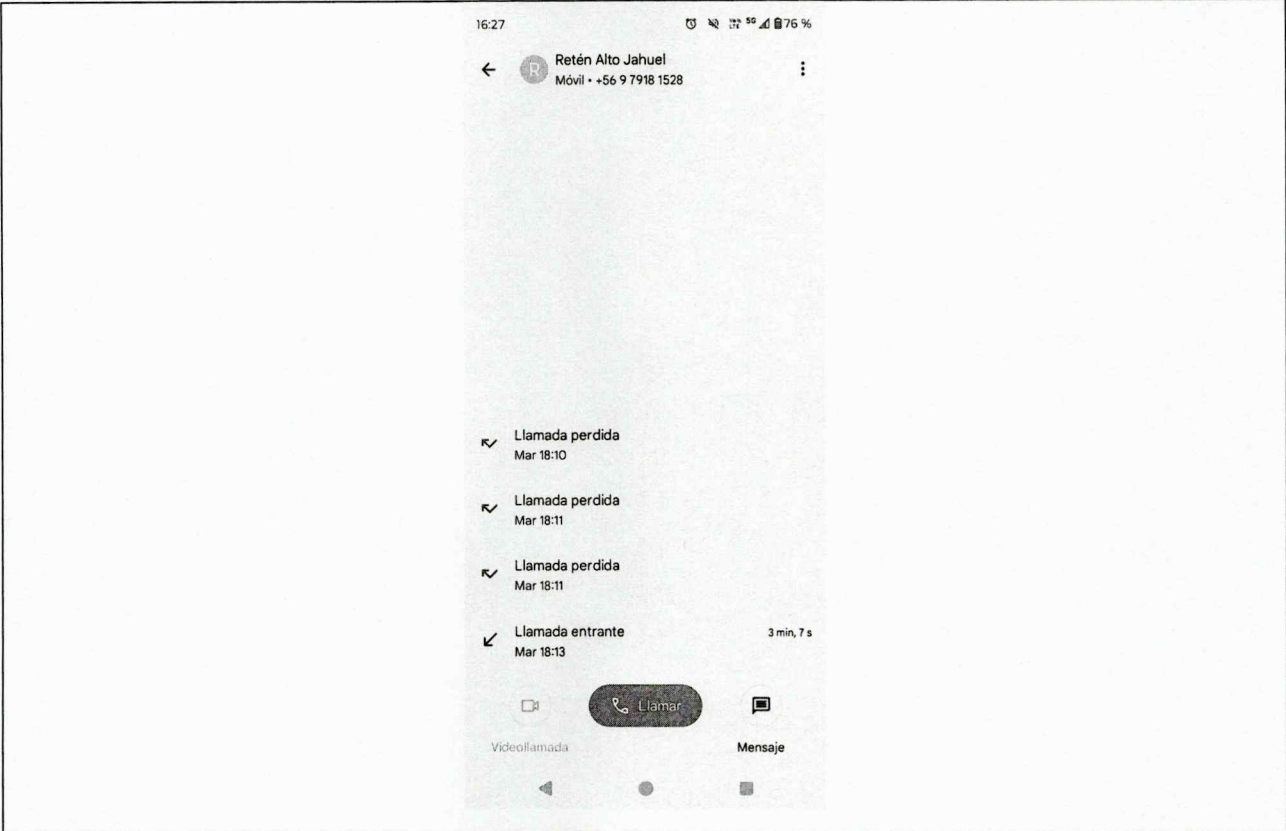 16:27 5G 76 %
Retén Alto Jahuel
R
Móvil • +56 9 7918 1528
Llamada perdida
Mar 18:10
Llamada perdida
Mar 18:11
Llamada perdida
Mar 18:11
Llamada entrante 3 min, 7 s
Mar 18:13
Llamar
Videollamada Mensaje